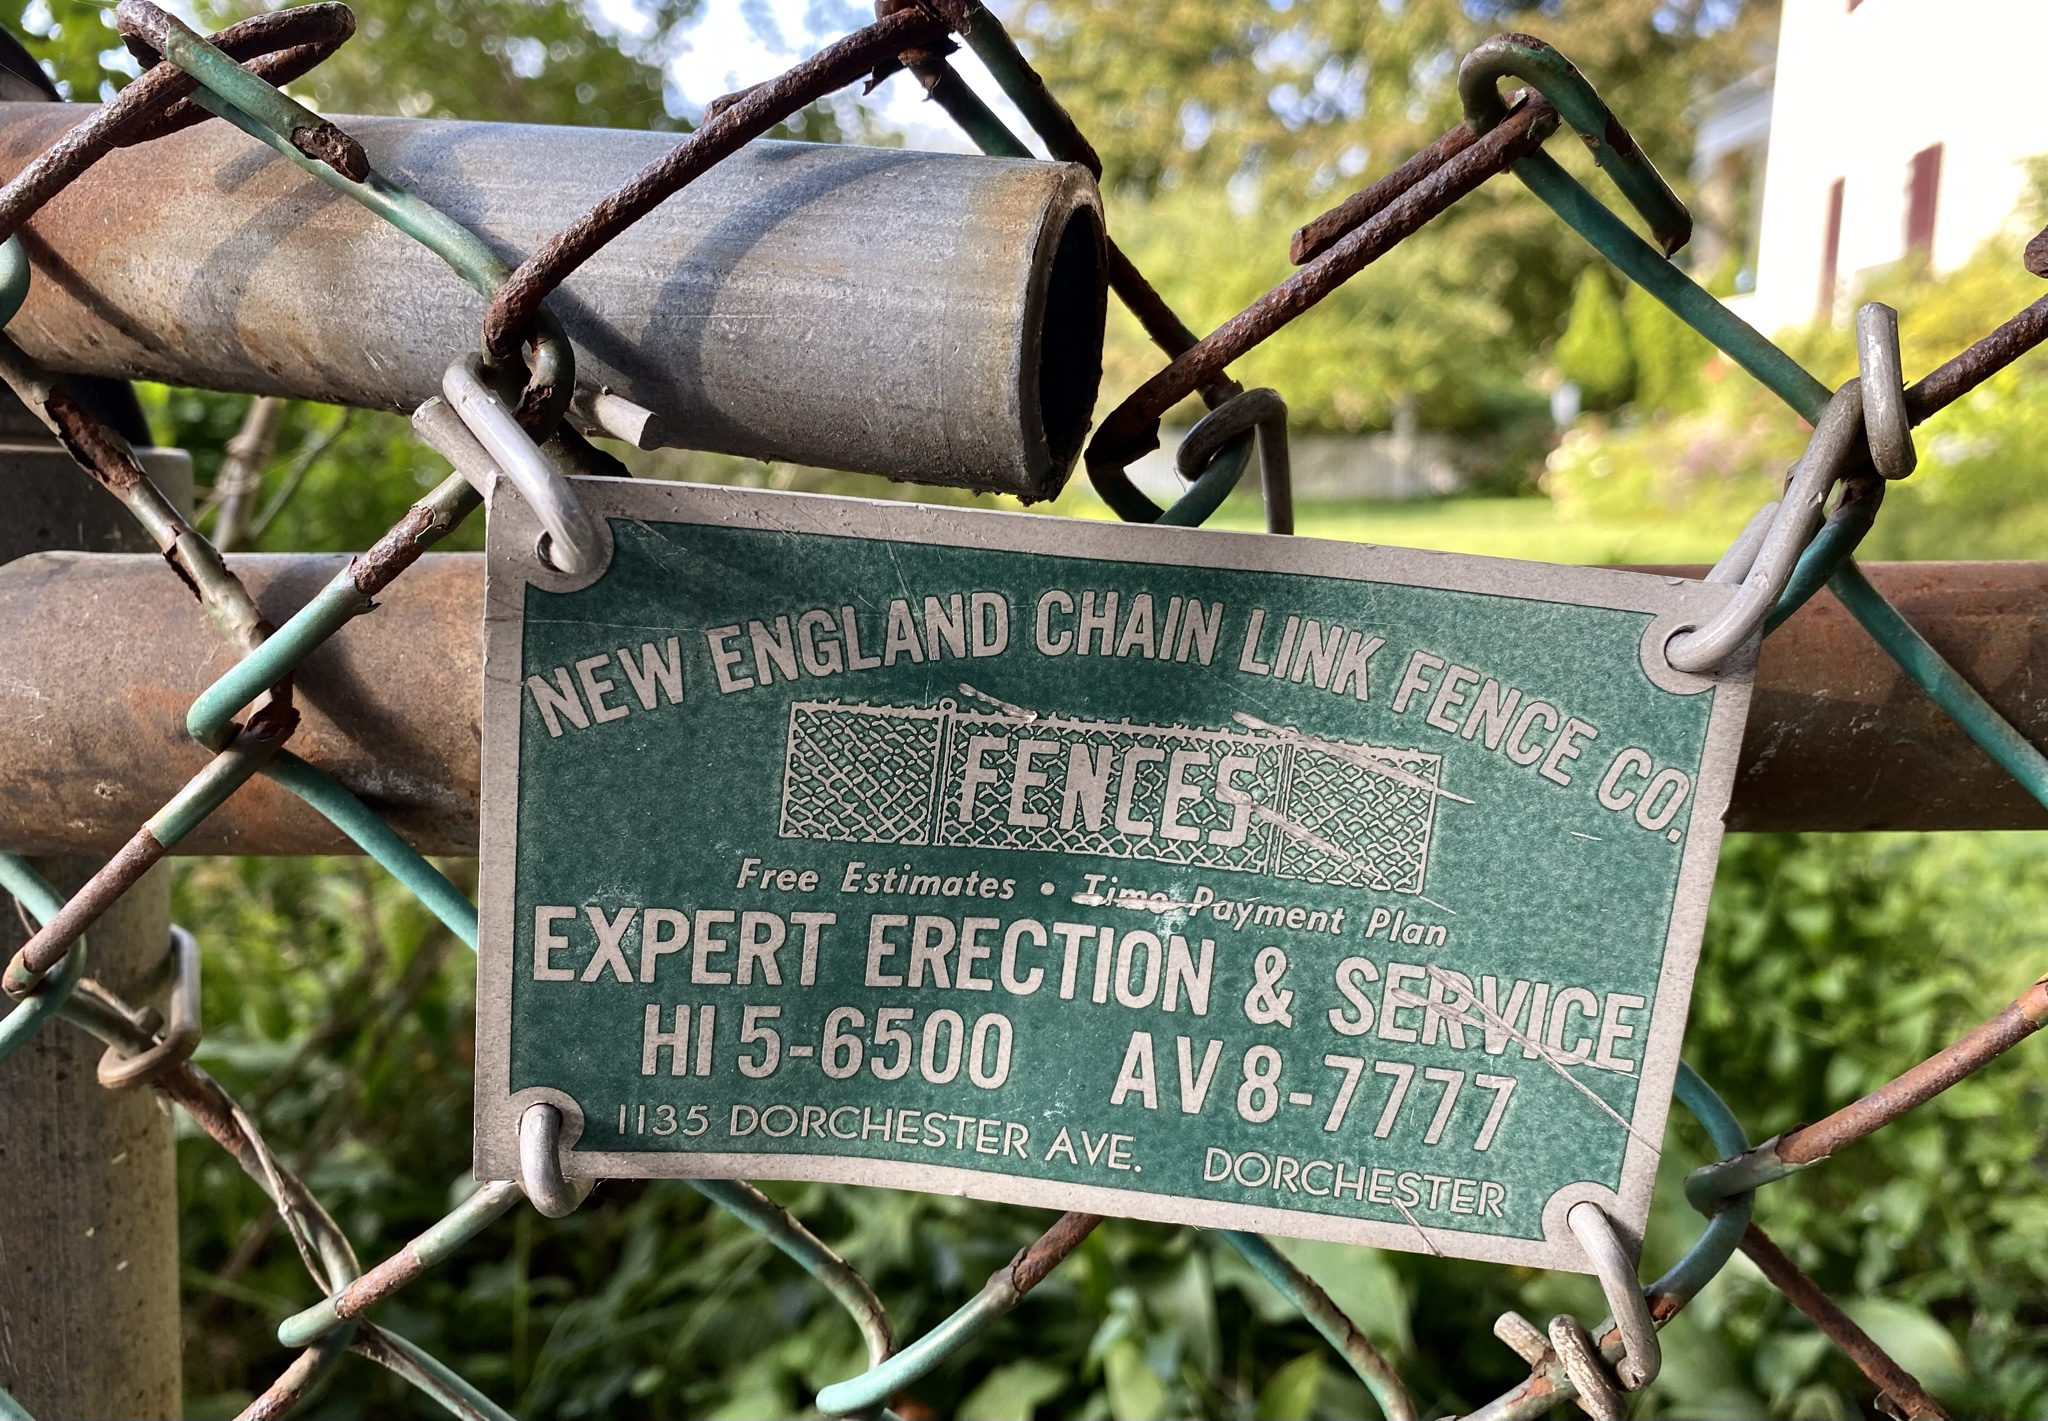 NEW ENGLAND CHAIN LINK FENCE CO.
FENCES
Free Estimates • Time Payment Plan
EXPERT ERECTION & SERVICE
HI 5-6500 AV 8-7777
1135 DORCHESTER AVE. DORCHESTER